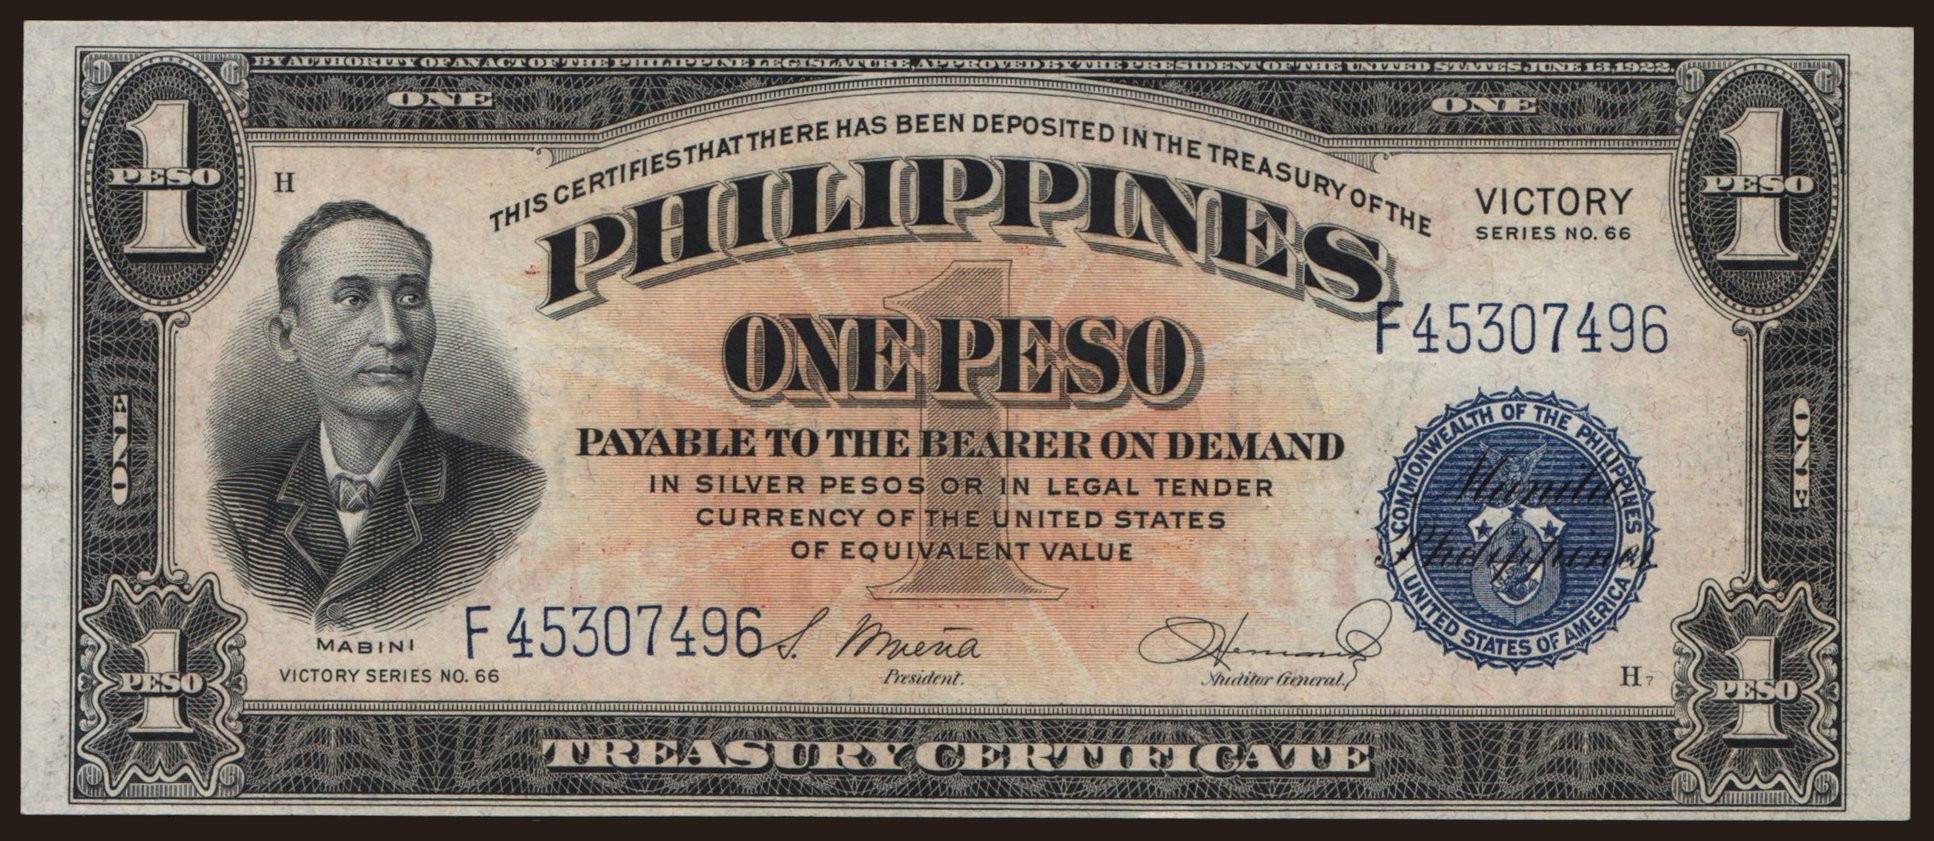 BY AUTHORITY OF AN ACT OF THE PHILIPPINE LEGISLATURE, APPROVED BY THE PRESIDENT OF THE UNITED STATES, JUNE 13, 1922
ONE
ONE
1
PESO
1
PESO
H
THIS CERTIFIES THAT THERE HAS BEEN DEPOSITED IN THE TREASURY OF THE
PHILIPPINES
VICTORY
SERIES NO. 66
1
ONE PESO
F45307496
PAYABLE TO THE BEARER ON DEMAND
IN SILVER PESOS OR IN LEGAL TENDER
CURRENCY OF THE UNITED STATES
OF EQUIVALENT VALUE
ONE
ONE
COMMONWEALTH OF THE PHILIPPINES
Manila
Philippines
UNITED STATES OF AMERICA
F45307496
MABINI
VICTORY SERIES NO. 66
S. Osmeña
President.
Auditor General.
H7
1
PESO
1
PESO
TREASURY CERTIFICATE